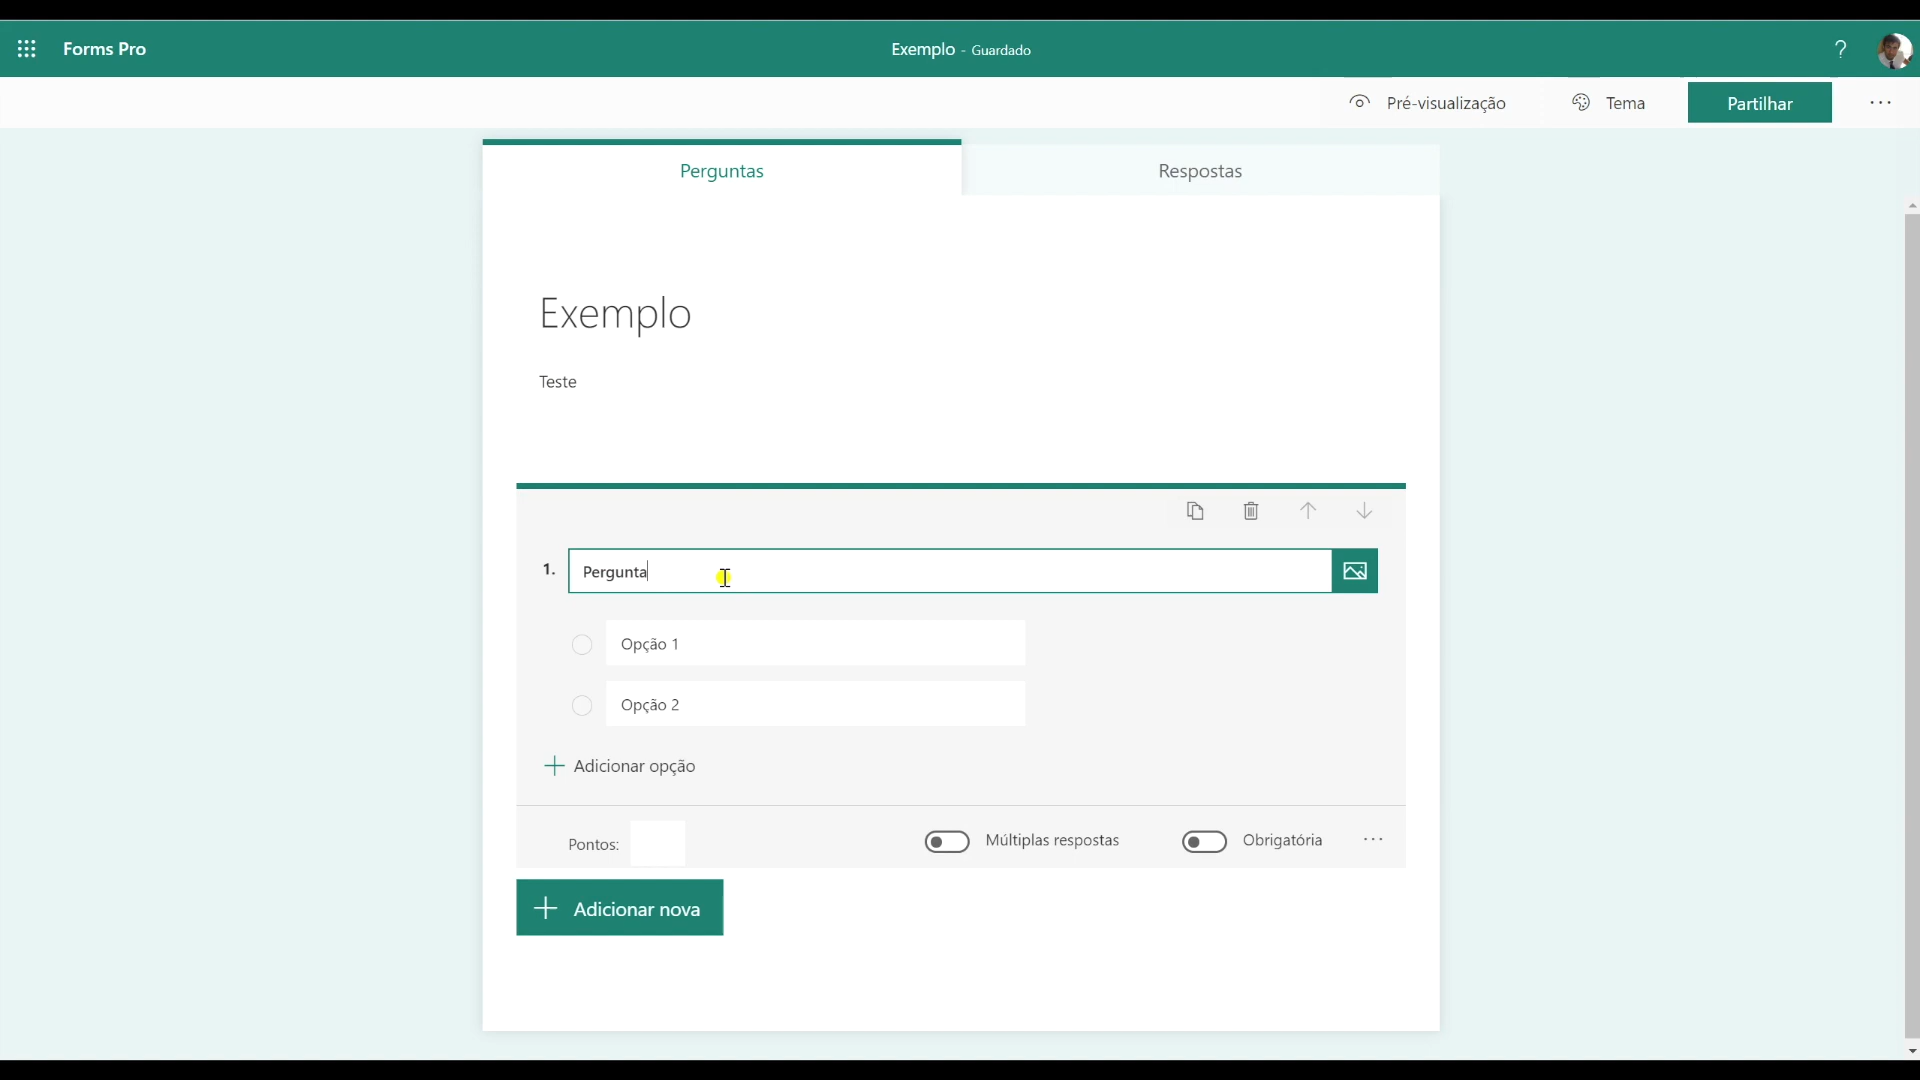 Forms Pro
Exemplo - Guardado
?
Pré-visualização
Tema
Partilhar
...
Perguntas
Respostas
Exemplo
Teste
1.
Pergunta
Opção 1
Opção 2
Adicionar opção
Pontos:
Múltiplas respostas
Obrigatória
...
Adicionar nova